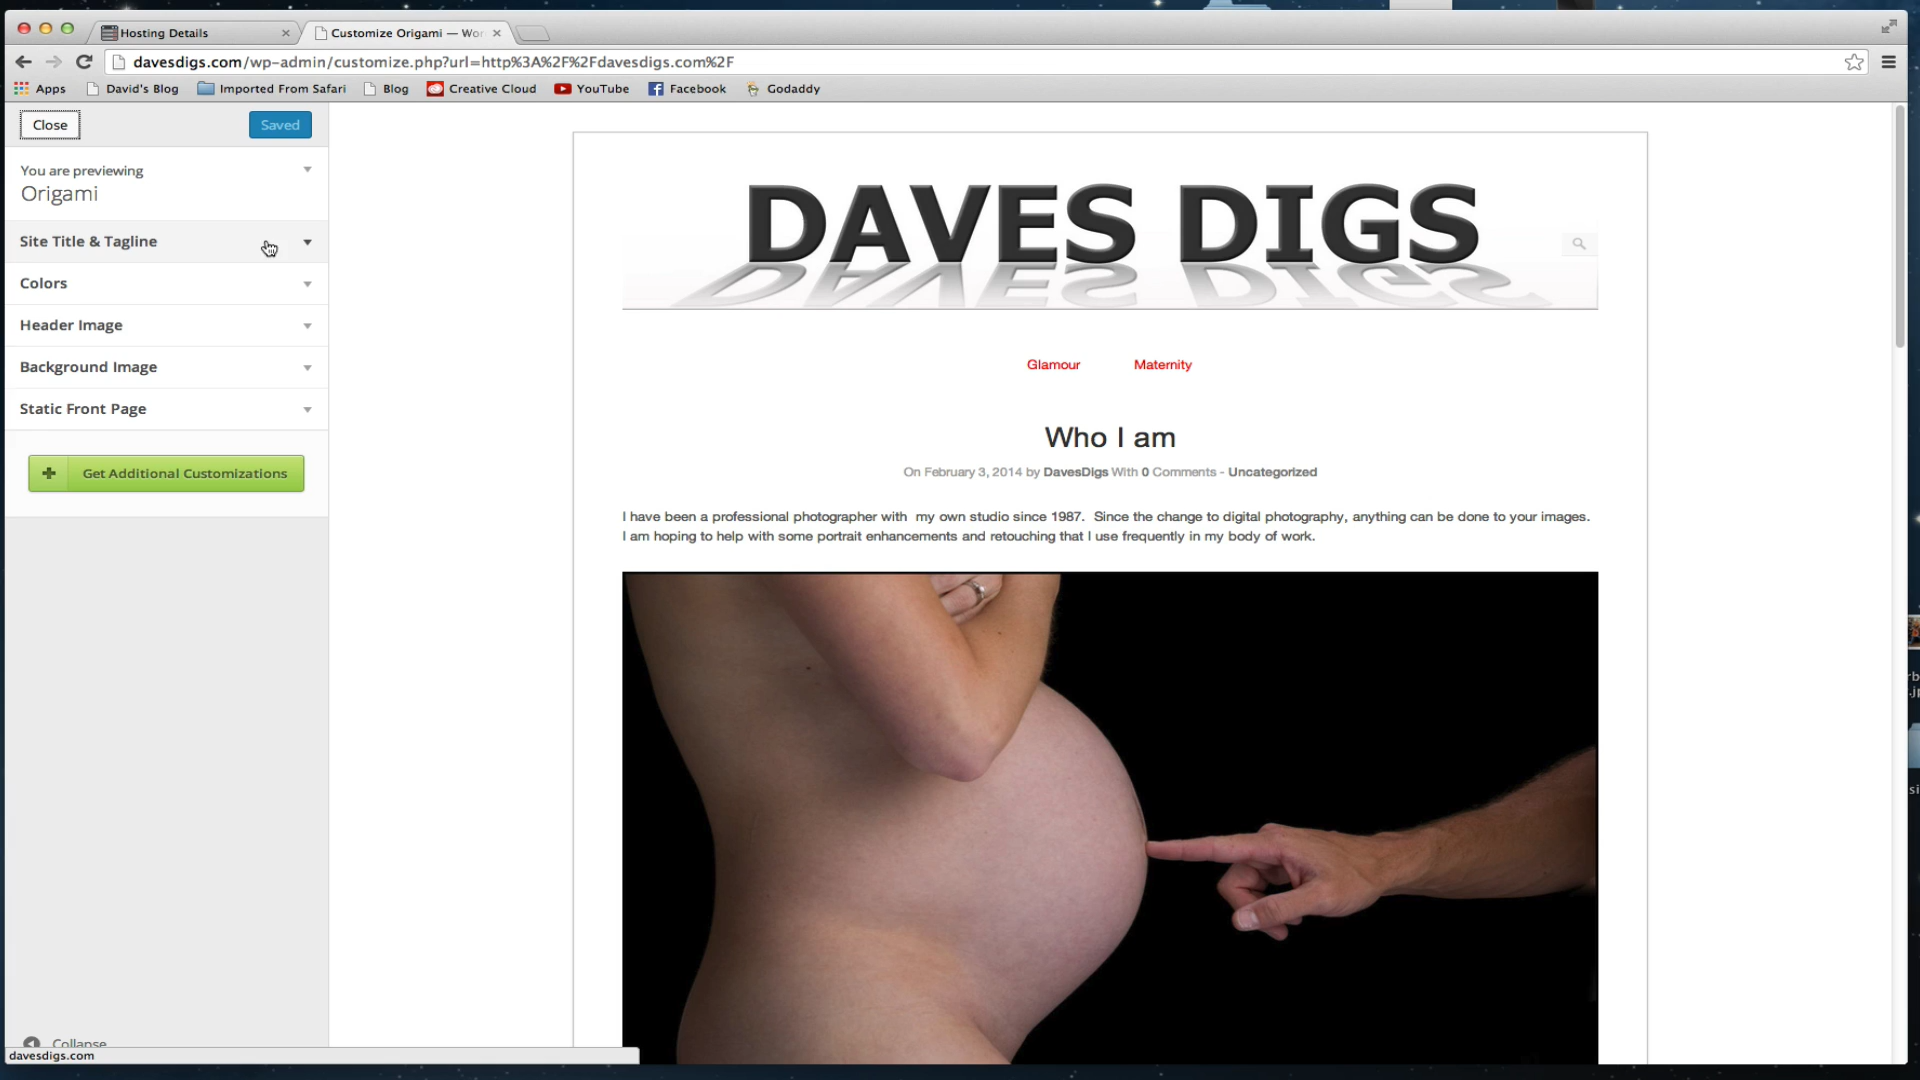 Hosting Details
Customize Origami — Wor
davesdigs.com/wp-admin/customize.php?url=http%3A%2F%2Fdavesdigs.com%2F
Apps David's Blog Imported From Safari Blog Creative Cloud YouTube Facebook Godaddy
Close Saved
You are previewing
Origami
Site Title & Tagline
Colors
Header Image
Background Image
Static Front Page
Get Additional Customizations
Collapse
davesdigs.com
DAVES DIGS
DAVES DIGS
Glamour Maternity
Who I am
On February 3, 2014 by DavesDigs With 0 Comments - Uncategorized
I have been a professional photographer with my own studio since 1987. Since the change to digital photography, anything can be done to your images.
I am hoping to help with some portrait enhancements and retouching that I use frequently in my body of work.